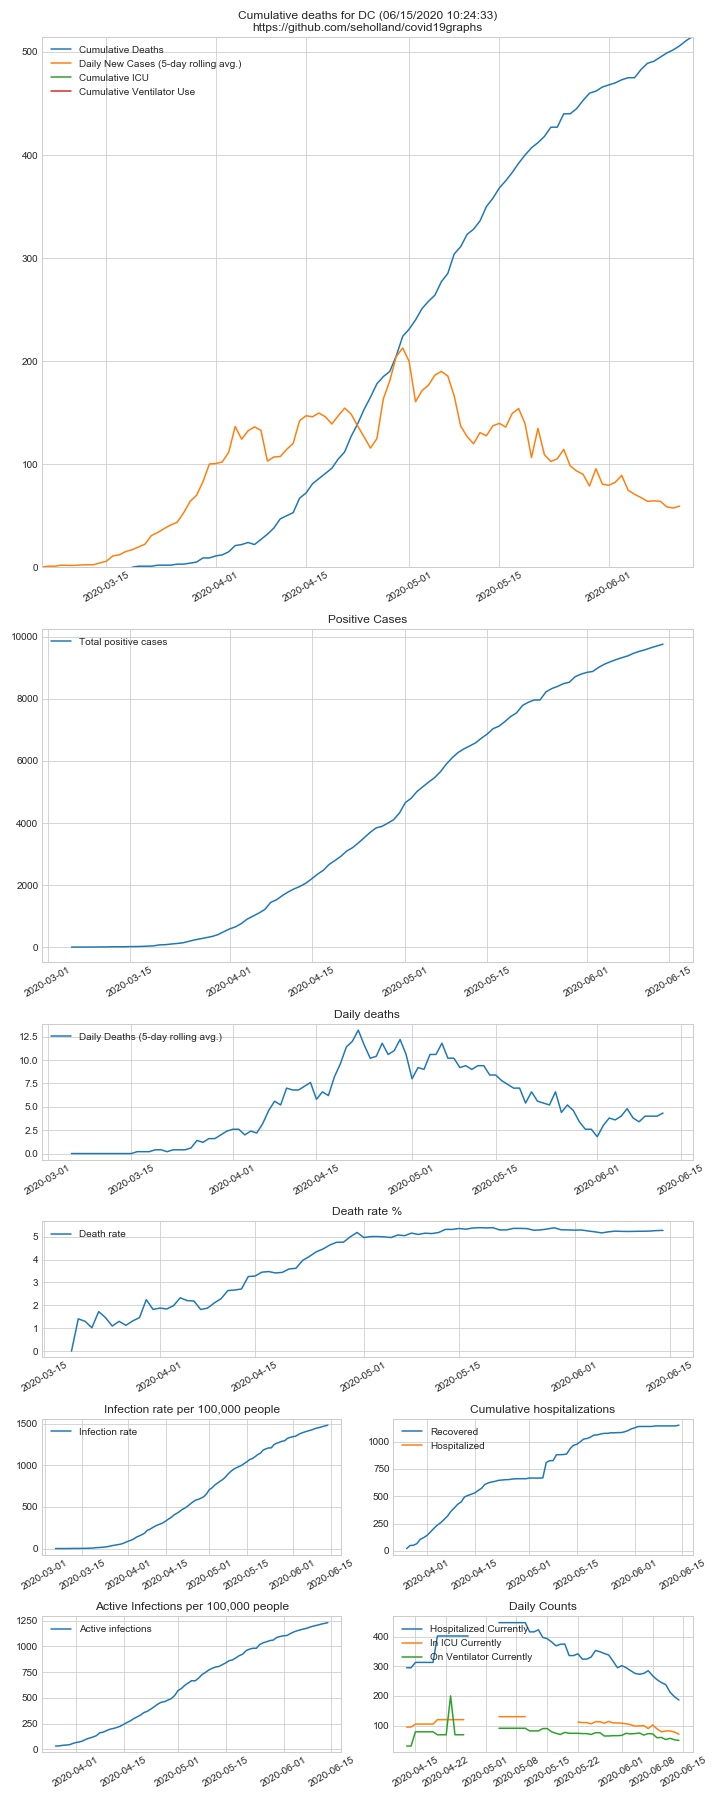 Cumulative deaths for DC (06/15/2020 10:24:33)
https://github.com/seholland/covid19graphs
Cumulative Deaths
Daily New Cases (5-day rolling avg.)
Cumulative ICU
Cumulative Ventilator Use
500
400
300
200
100
0
2020-03-15 2020-04-01 2020-04-15 2020-05-01 2020-05-15 2020-06-01
Positive Cases
Total positive cases
10000
8000
6000
4000
2000
0
2020-03-01 2020-03-15 2020-04-01 2020-04-15 2020-05-01 2020-05-15 2020-06-01 2020-06-15
Daily deaths
Daily Deaths (5-day rolling avg.)
12.5
10.0
7.5
5.0
2.5
0.0
2020-03-01 2020-03-15 2020-04-01 2020-04-15 2020-05-01 2020-05-15 2020-06-01 2020-06-15
Death rate %
Death rate
5
4
3
2
1
0
2020-03-15 2020-04-01 2020-04-15 2020-05-01 2020-05-15 2020-06-01 2020-06-15
Infection rate per 100,000 people
Infection rate
1500
1000
500
0
2020-03-01 2020-03-15 2020-04-01 2020-04-15 2020-05-01 2020-05-15 2020-06-01 2020-06-15
Cumulative hospitalizations
Recovered
Hospitalized
1000
750
500
250
0
2020-04-01 2020-04-15 2020-05-01 2020-05-15 2020-06-01 2020-06-15
Active Infections per 100,000 people
Active infections
1250
1000
750
500
250
0
2020-04-01 2020-04-15 2020-05-01 2020-05-15 2020-06-01 2020-06-15
Daily Counts
Hospitalized Currently
In ICU Currently
On Ventilator Currently
400
300
200
100
2020-04-15 2020-04-22 2020-05-01 2020-05-08 2020-05-15 2020-05-22 2020-06-01 2020-06-08 2020-06-15